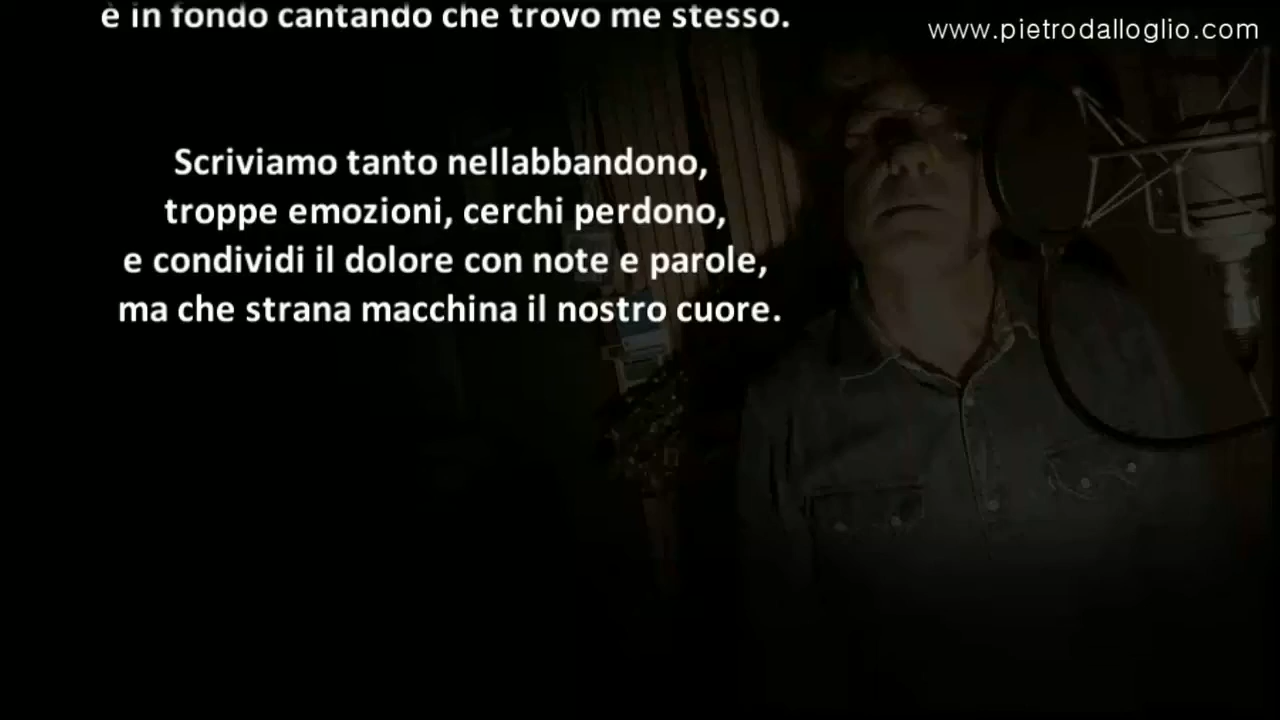 è in fondo cantando che trovo me stesso.
www.pietrodalloglio.com
Scriviamo tanto nellabbandono,
troppe emozioni, cerchi perdono,
e condividi il dolore con note e parole,
ma che strana macchina il nostro cuore.